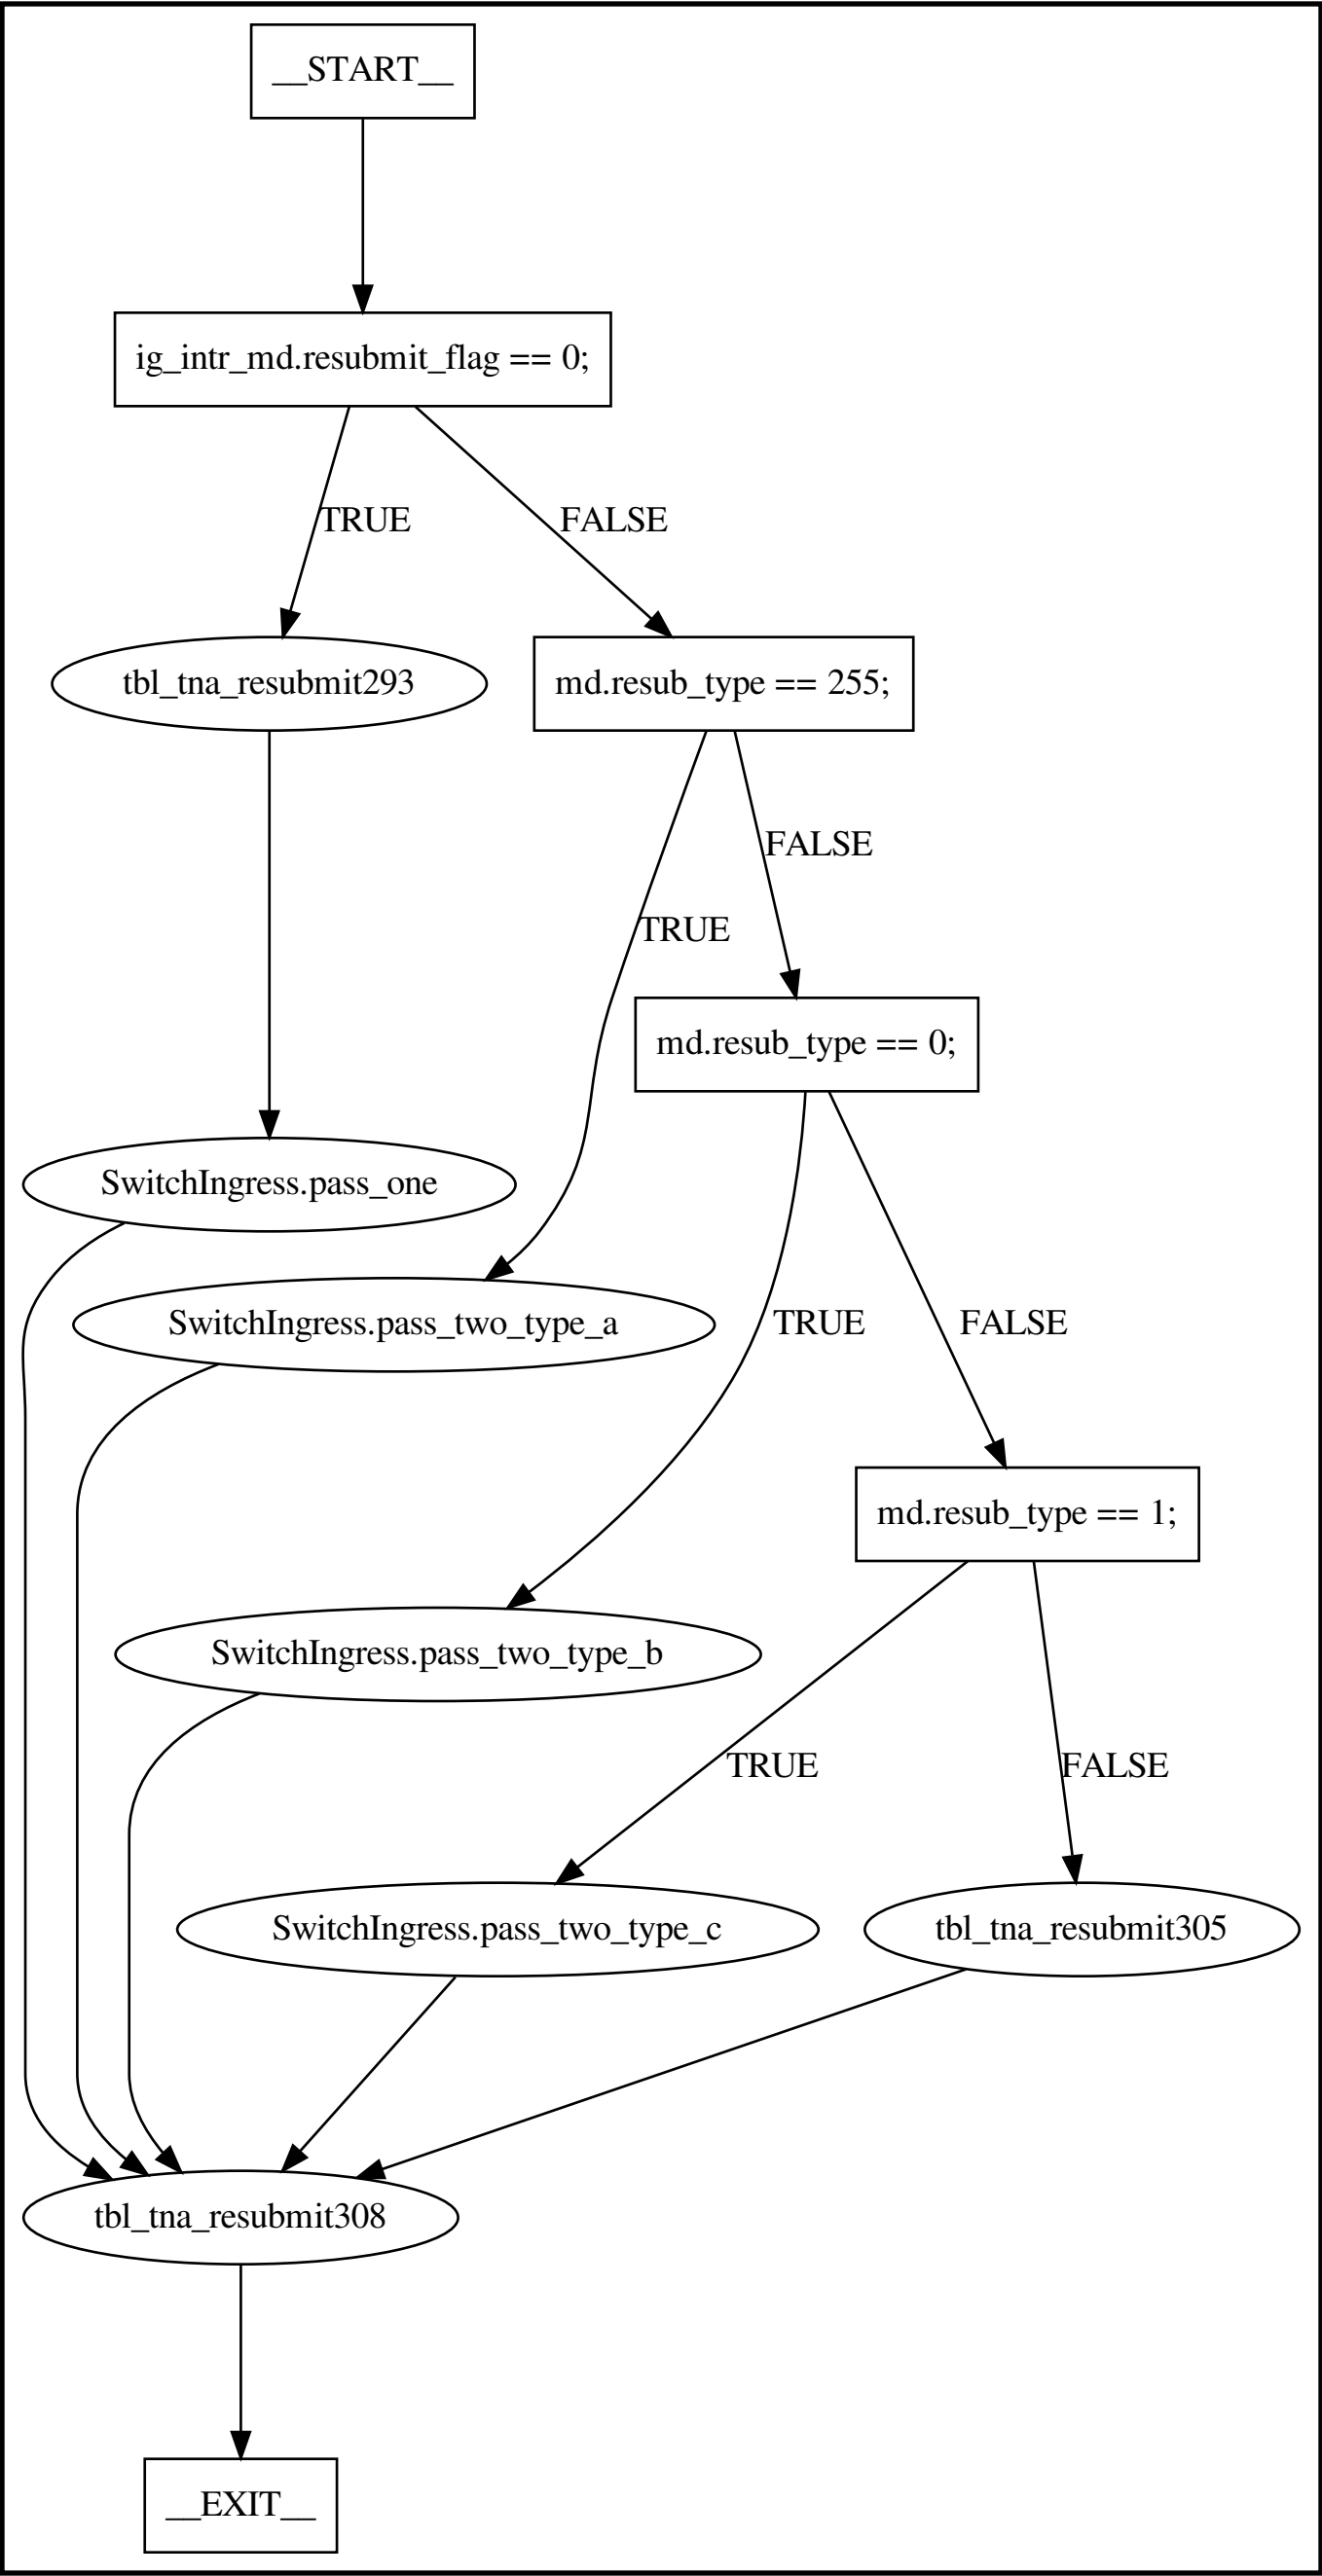 __START__
ig_intr_md.resubmit_flag == 0;
TRUE
FALSE
tbl_tna_resubmit293
md.resub_type == 255;
FALSE
TRUE
md.resub_type == 0;
SwitchIngress.pass_one
SwitchIngress.pass_two_type_a
TRUE
FALSE
md.resub_type == 1;
SwitchIngress.pass_two_type_b
TRUE
FALSE
SwitchIngress.pass_two_type_c
tbl_tna_resubmit305
tbl_tna_resubmit308
__EXIT__